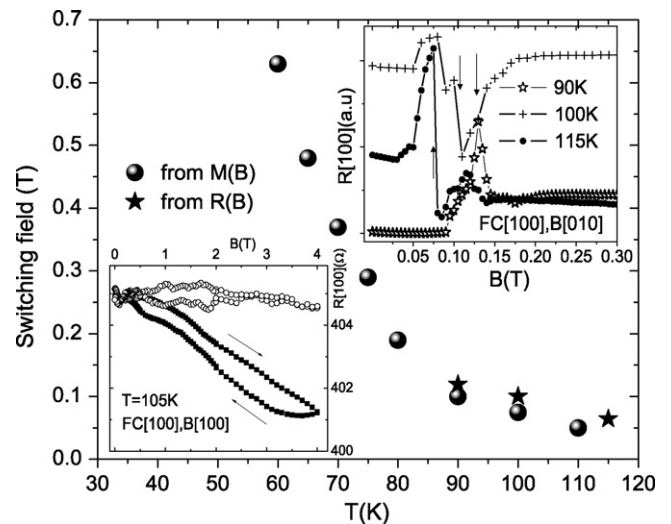 Switching field (T)
0.7
0.6
0.5
0.4
0.3
0.2
0.1
0.0
30 40 50 60 70 80 90 100 110 120
T(K)
from M(B)
from R(B)
R[100](a.u)
90K
100K
115K
FC[100],B[010]
0.05 0.10 0.15 0.20 0.25 0.30
B(T)
B(T)
0 1 2 3 4
R[100](Ω)
404
402
400
T=105K
FC[100],B[100]